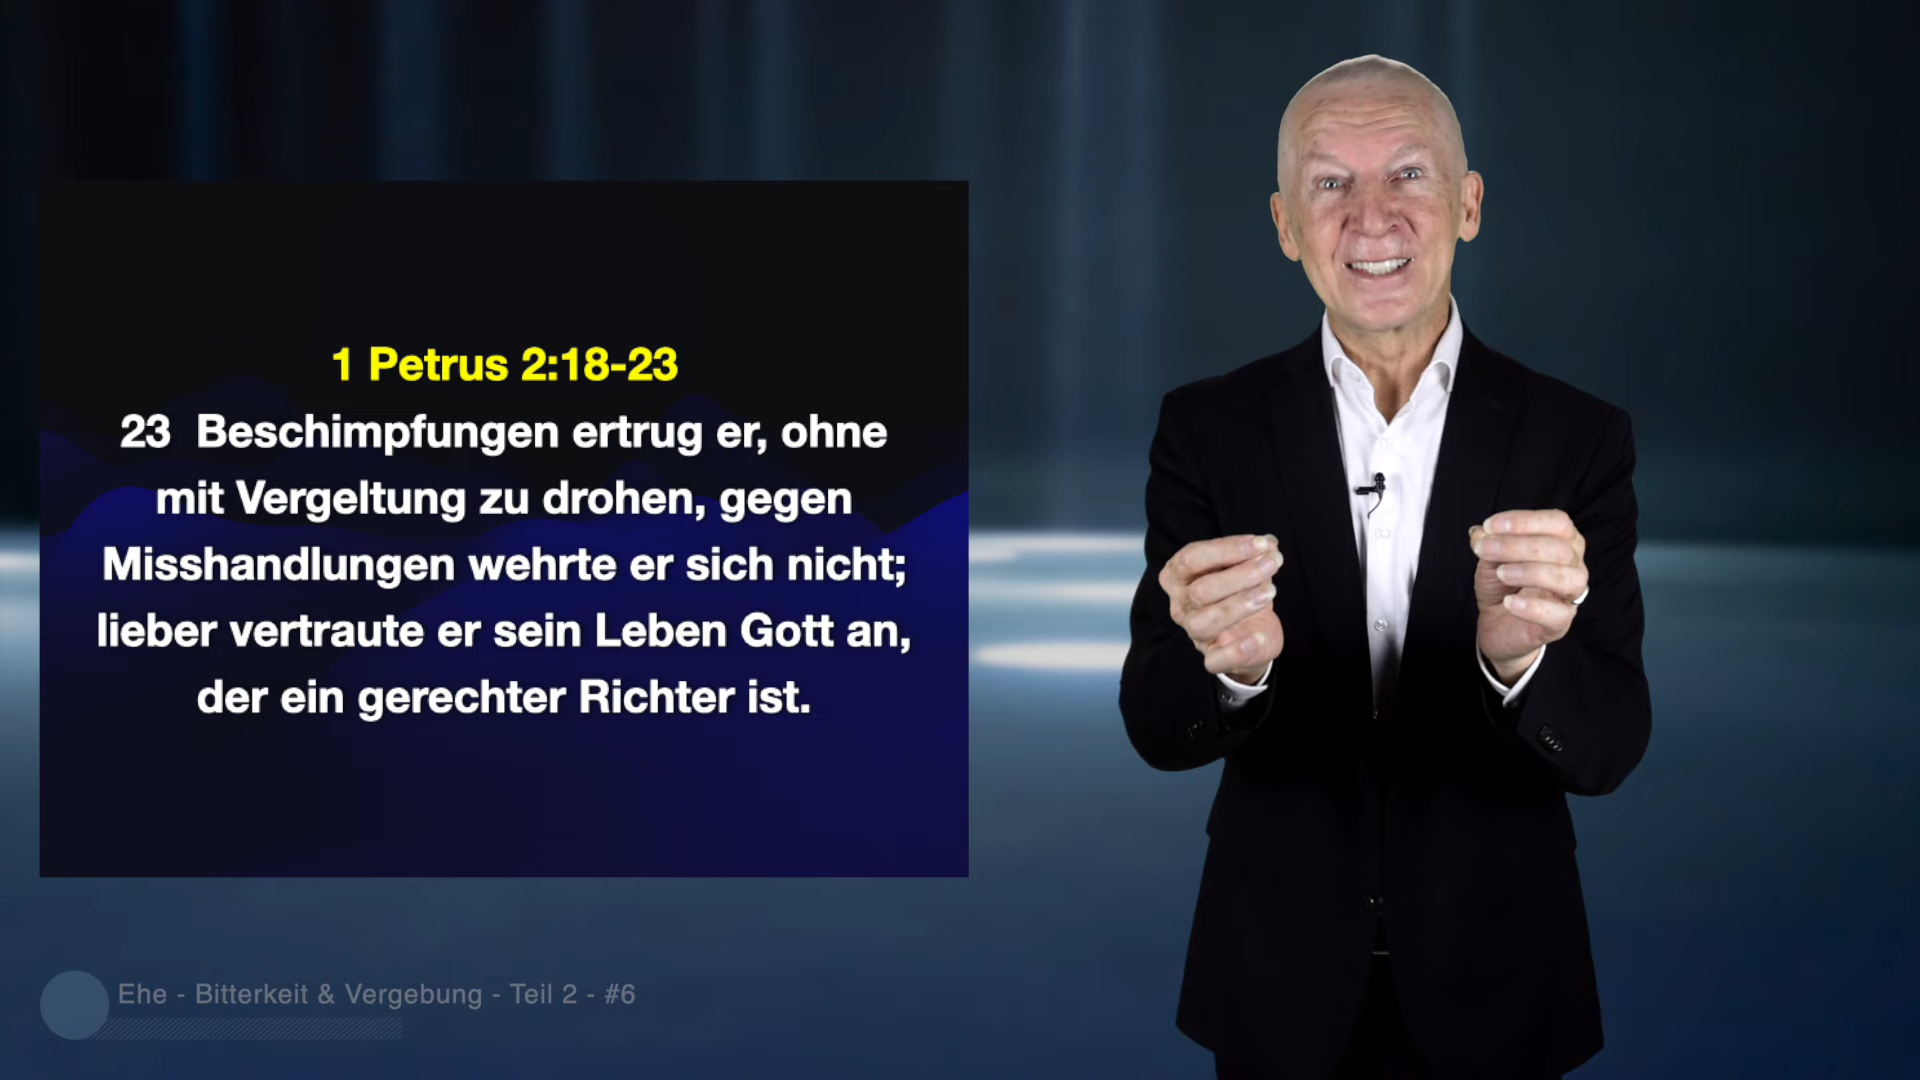 1 Petrus 2:18-23
23 Beschimpfungen ertrug er, ohne
mit Vergeltung zu drohen, gegen
Misshandlungen wehrte er sich nicht;
lieber vertraute er sein Leben Gott an,
der ein gerechter Richter ist.
Ehe - Bitterkeit & Vergebung - Teil 2 - #6